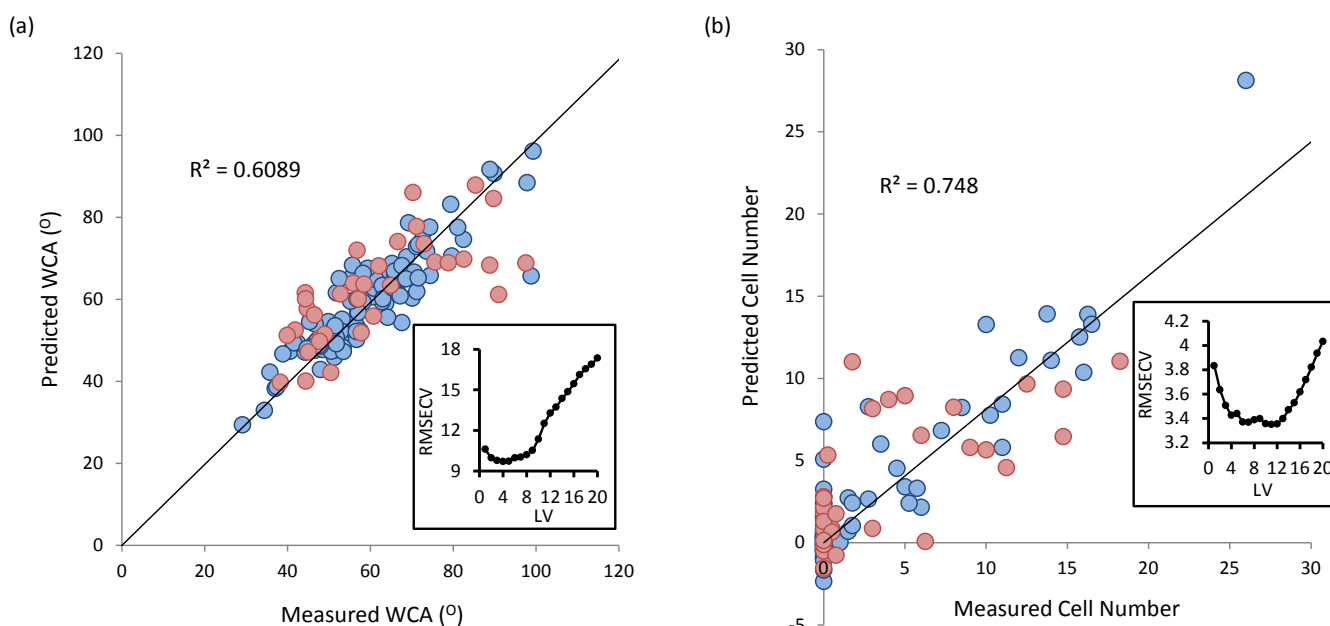 (a)
120
100
80
60
40
20
0
Predicted WCA (O)
R² = 0.6089
0 20 40 60 80 100 120
Measured WCA (O)
18
15
12
9
RMSECV
0 4 8 12 16 20
LV
(b)
30
25
20
15
10
5
0
-5
Predicted Cell Number
R² = 0.748
0 5 10 15 20 25 30
Measured Cell Number
4.2
4
3.8
3.6
3.4
3.2
RMSECV
0 4 8 12 16 20
LV